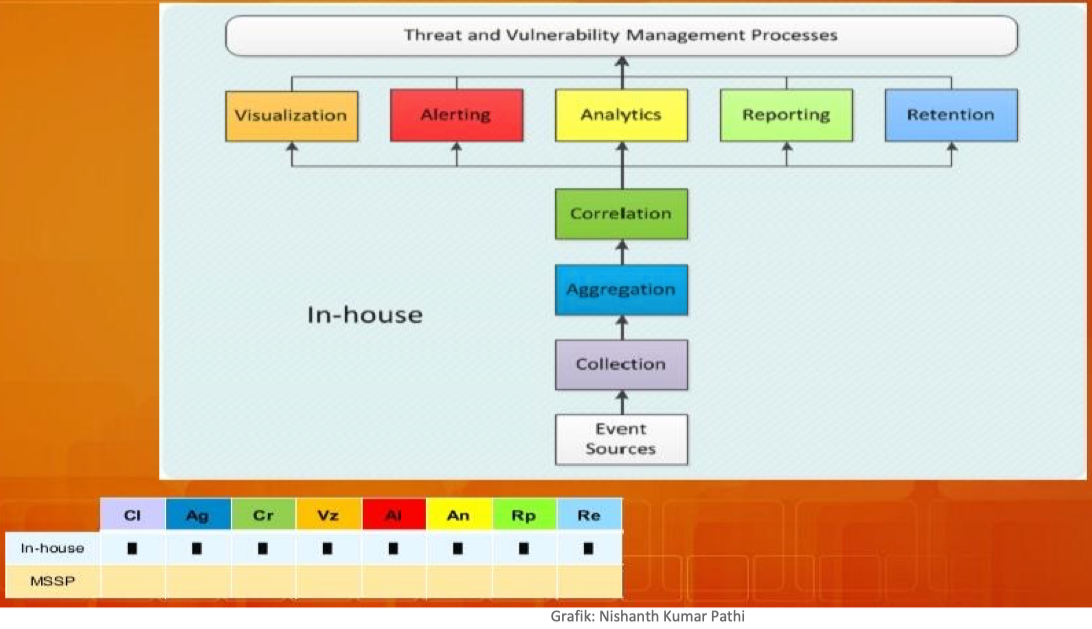 Threat and Vulnerability Management Processes
Visualization
Alerting
Analytics
Reporting
Retention
Correlation
Aggregation
In-house
Collection
Event
Sources
Cl Ag Cr Vz Al An Rp Re
In-house ■ ■ ■ ■ ■ ■ ■ ■
MSSP
Grafik: Nishanth Kumar Pathi